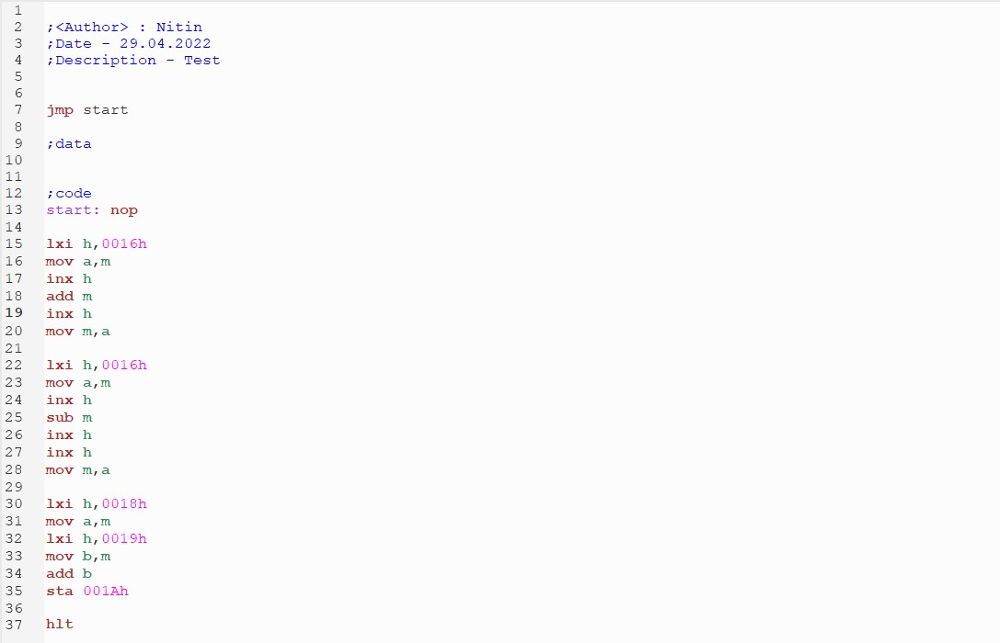 1
2 ;<Author> : Nitin
3 ;Date - 29.04.2022
4 ;Description - Test
5
6
7 jmp start
8
9 ;data
10
11
12 ;code
13 start: nop
14
15 lxi h,0016h
16 mov a,m
17 inx h
18 add m
19 inx h
20 mov m,a
21
22 lxi h,0016h
23 mov a,m
24 inx h
25 sub m
26 inx h
27 inx h
28 mov m,a
29
30 lxi h,0018h
31 mov a,m
32 lxi h,0019h
33 mov b,m
34 add b
35 sta 001Ah
36
37 hlt